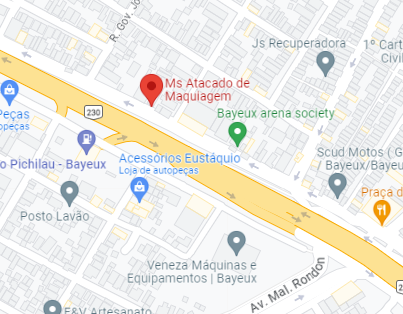 R. Gov. Jo
Js Recuperadora
1º Cart
Civil
Ms Atacado de
Maquiagem
Peças
opeças
230
Bayeux arena society
o Pichilau - Bayeux
Acessórios Eustáquio
Loja de autopeças
Scud Motos ( G
/ Bayeux/Bayeu
Praça d
Posto Lavão
Veneza Máquinas e
Equipamentos | Bayeux
Av. Mal. Rondon
2
F&V Artesanato